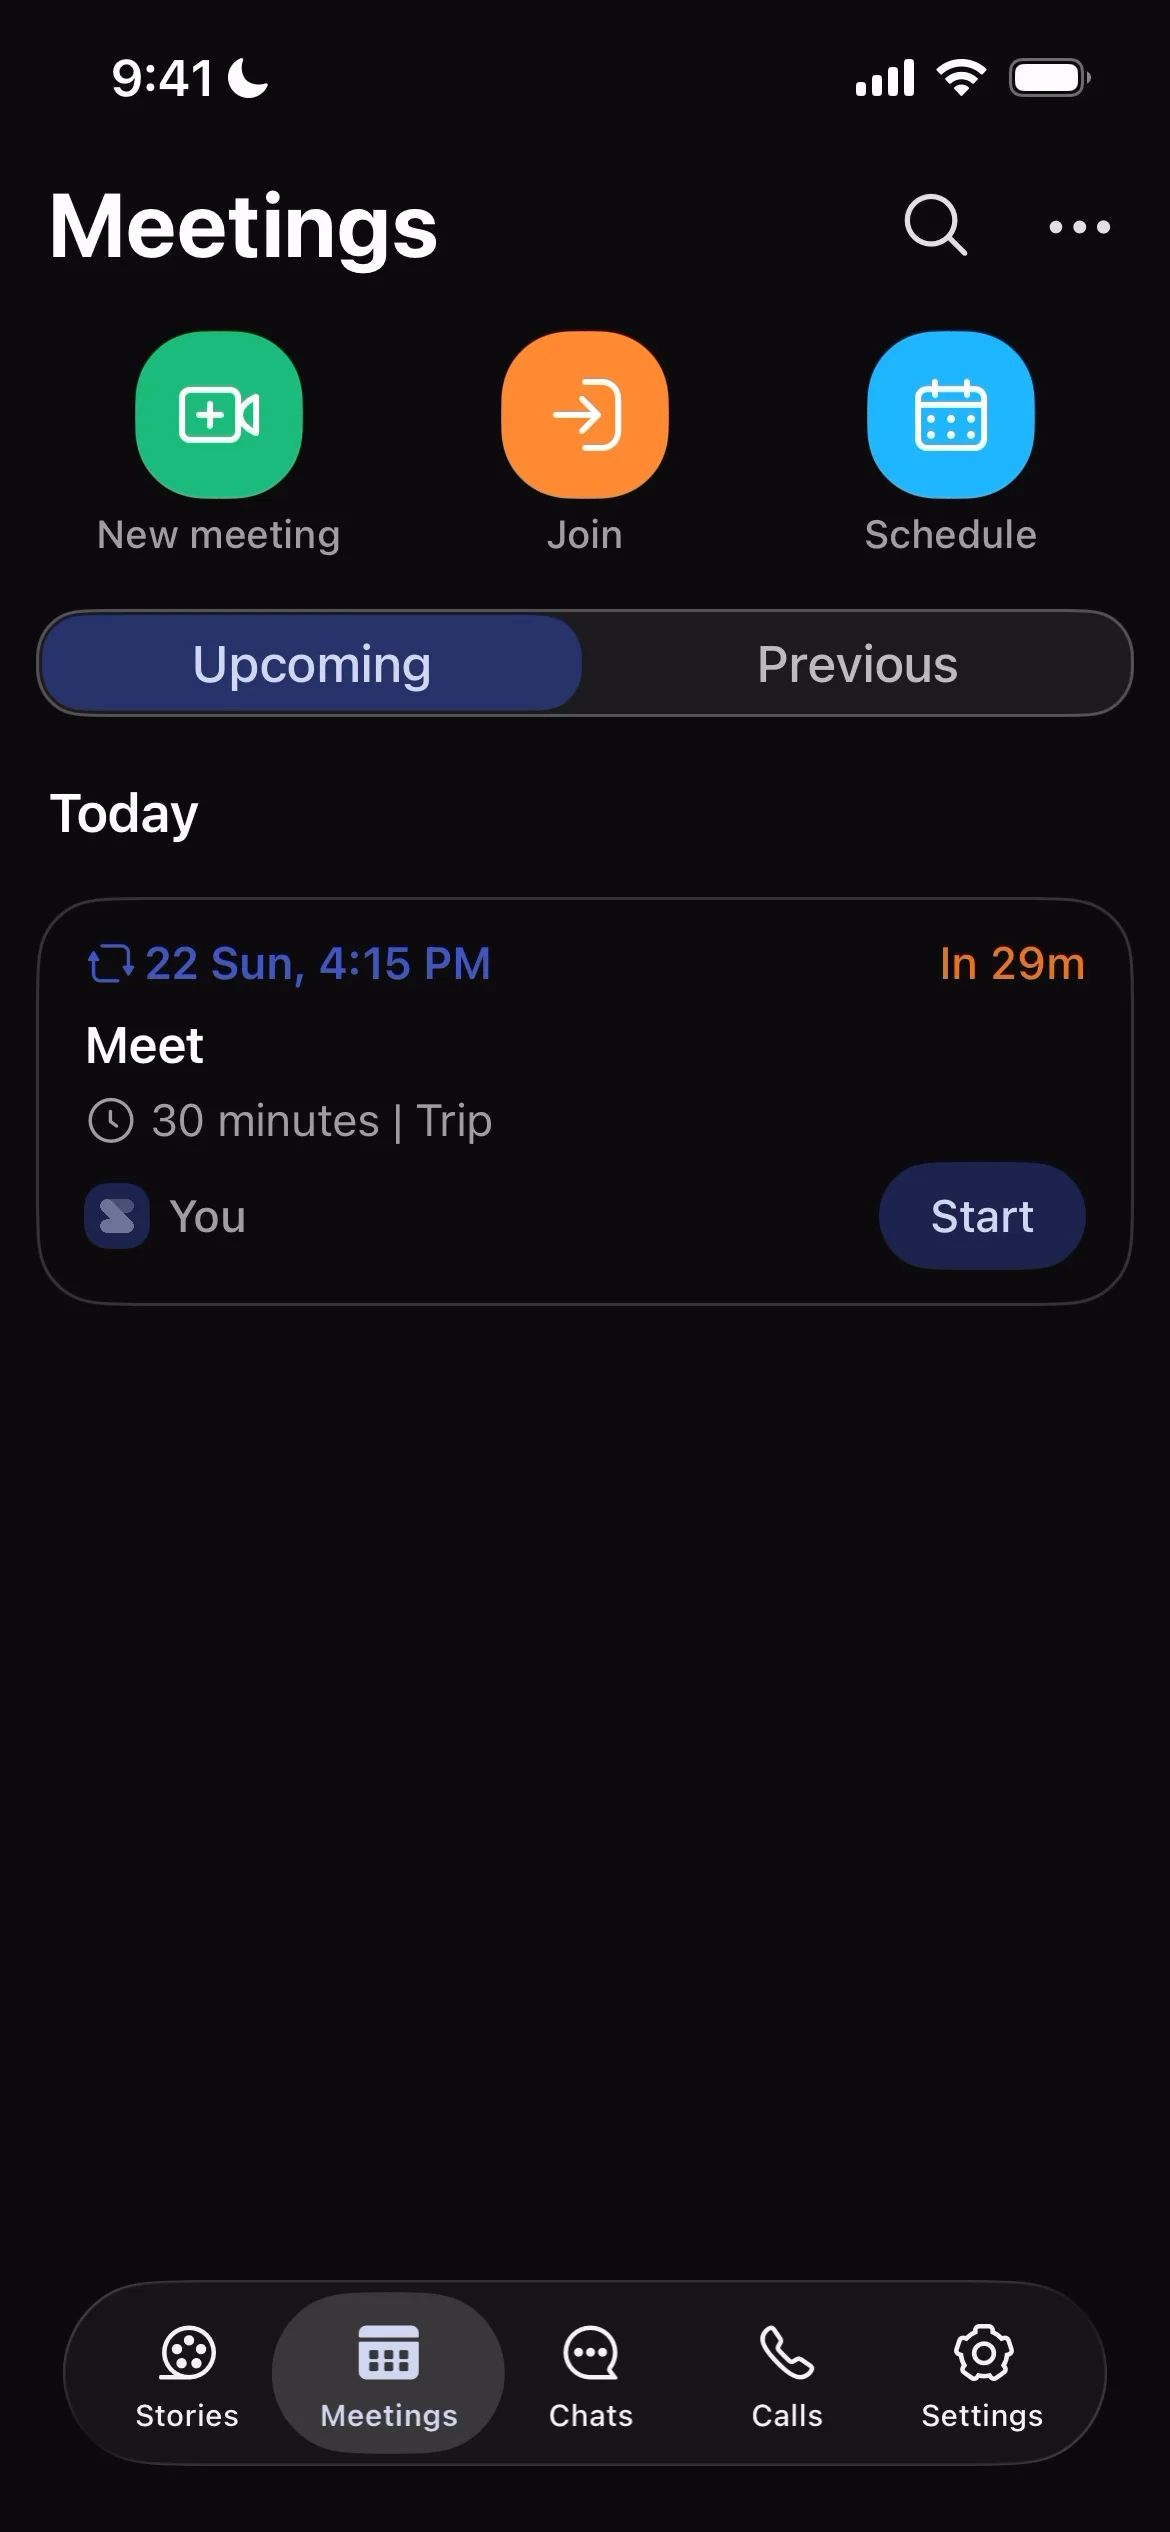 9:41
Meetings
New meeting
Join
Schedule
Upcoming
Previous
Today
22 Sun, 4:15 PM
In 29m
Meet
30 minutes | Trip
You
Start
Stories
Meetings
Chats
Calls
Settings